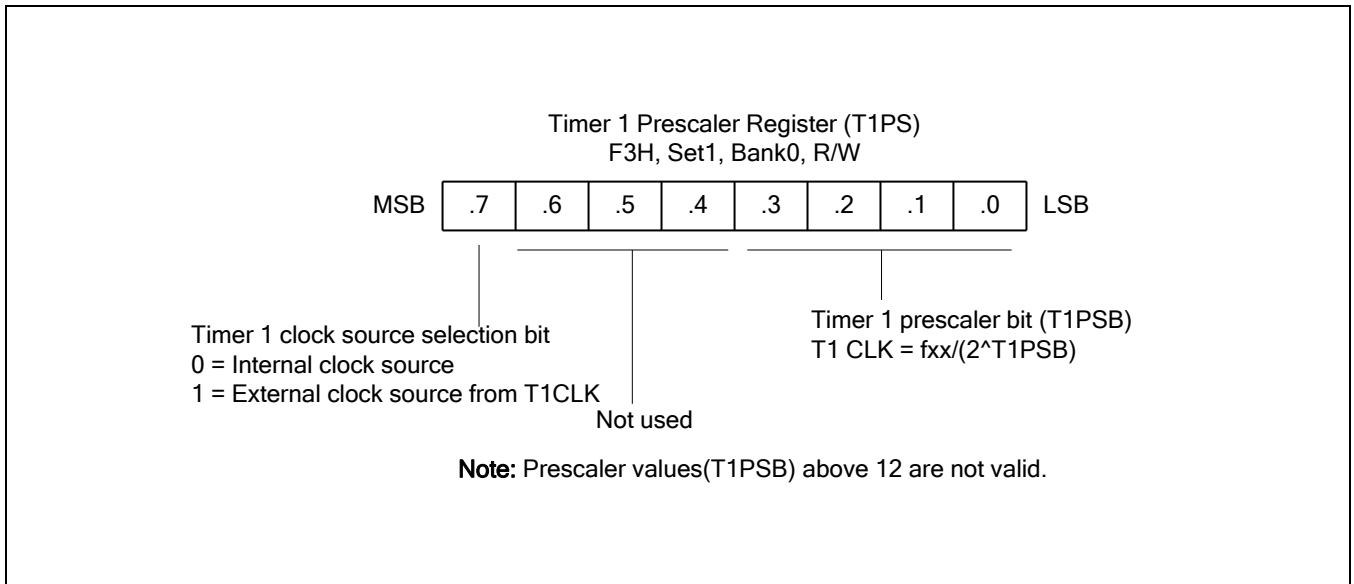 Timer 1 Prescaler Register (T1PS)
F3H, Set1, Bank0, R/W
MSB .7 .6 .5 .4 .3 .2 .1 .0 LSB
Timer 1 clock source selection bit
0 = Internal clock source
1 = External clock source from T1CLK
Not used
Timer 1 prescaler bit (T1PSB)
T1 CLK = fxx/(2^T1PSB)
Note: Prescaler values(T1PSB) above 12 are not valid.